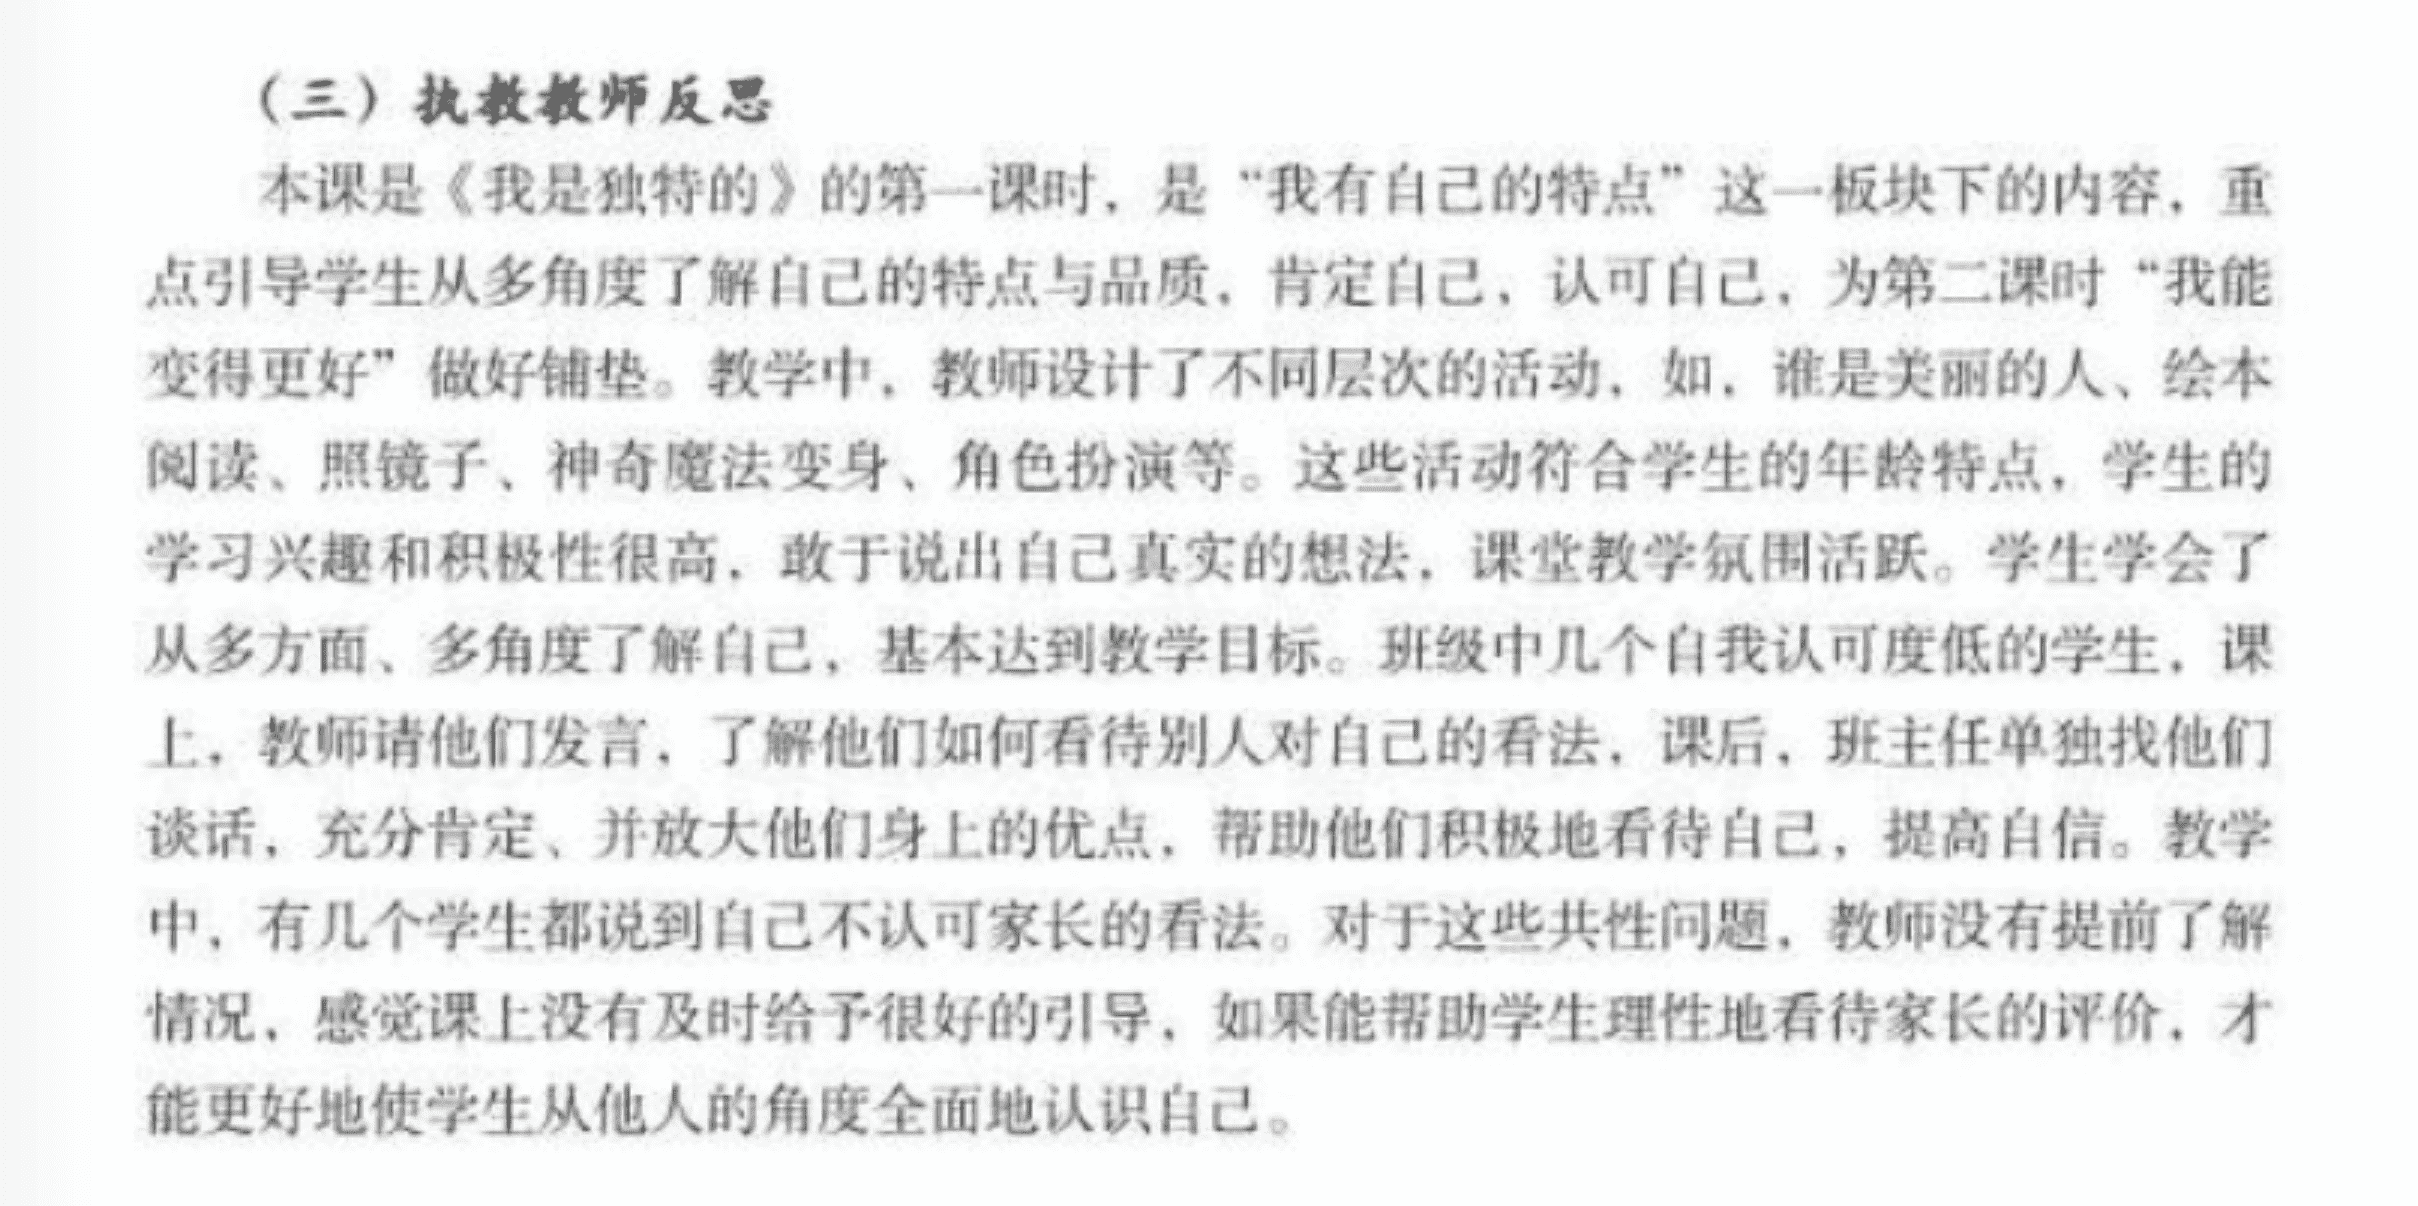 （三）执教教师反思
本课是《我是独特的》的第一课时，是“我有自己的特点”这一板块下的内容，重
点引导学生从多角度了解自己的特点与品质，肯定自己，认可自己，为第二课时“我能
变得更好”做好铺垫。教学中，教师设计了不同层次的活动，如，谁是美丽的人、绘本
阅读、照镜子、神奇魔法变身、角色扮演等。这些活动符合学生的年龄特点，学生的
学习兴趣和积极性很高，敢于说出自己真实的想法，课堂教学氛围活跃。学生学会了
从多方面、多角度了解自己，基本达到教学目标。班级中几个自我认可度低的学生，课
上，教师请他们发言，了解他们如何看待别人对自己的看法，课后，班主任单独找他们
谈话，充分肯定、并放大他们身上的优点，帮助他们积极地看待自己，提高自信。教学
中，有几个学生都说到自己不认可家长的看法。对于这些共性问题，教师没有提前了解
情况，感觉课上没有及时给予很好的引导，如果能帮助学生理性地看待家长的评价，才
能更好地使学生从他人的角度全面地认识自己。